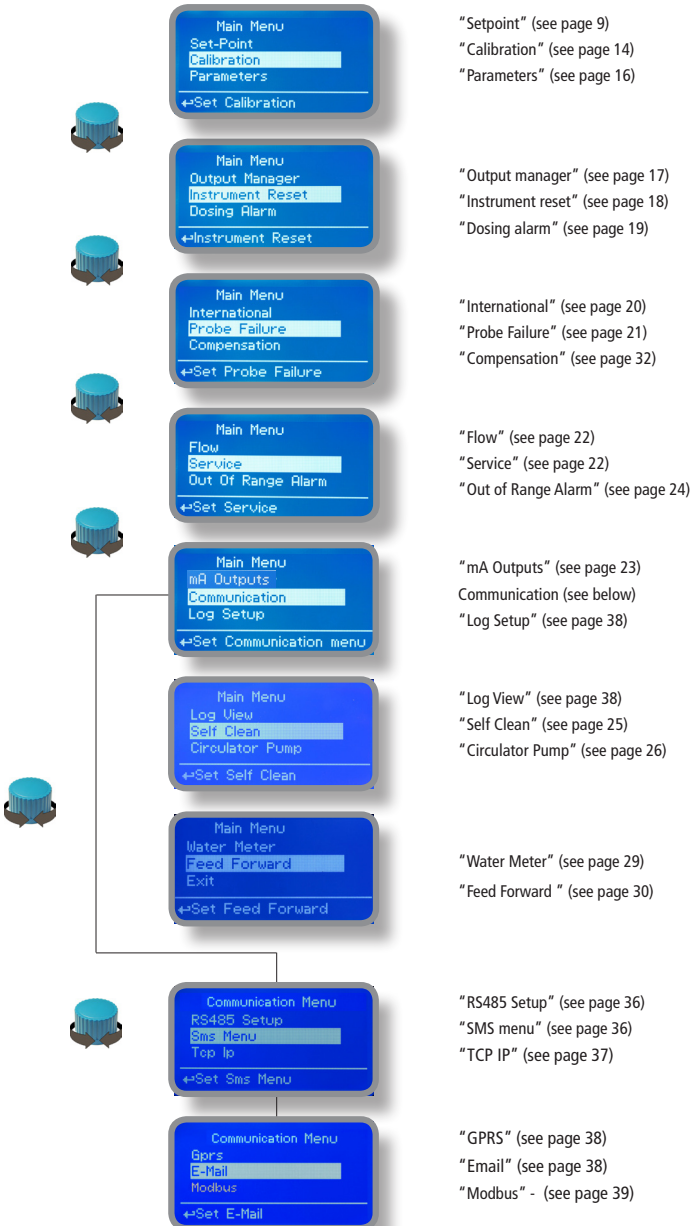 Main Menu
Set-Point
Calibration
Parameters
↩Set Calibration
"Setpoint" (see page 9)
"Calibration" (see page 14)
"Parameters" (see page 16)
Main Menu
Output Manager
Instrument Reset
Dosing Alarm
↩Instrument Reset
"Output manager" (see page 17)
"Instrument reset" (see page 18)
"Dosing alarm" (see page 19)
Main Menu
International
Probe Failure
Compensation
↩Set Probe Failure
"International" (see page 20)
"Probe Failure" (see page 21)
"Compensation" (see page 32)
Main Menu
Flow
Service
Out Of Range Alarm
↩Set Service
"Flow" (see page 22)
"Service" (see page 22)
"Out of Range Alarm" (see page 24)
Main Menu
mA Outputs
Communication
Log Setup
↩Set Communication menu
"mA Outputs" (see page 23)
Communication (see below)
"Log Setup" (see page 38)
Main Menu
Log View
Self Clean
Circulator Pump
↩Set Self Clean
"Log View" (see page 38)
"Self Clean" (see page 25)
"Circulator Pump" (see page 26)
Main Menu
Water Meter
Feed Forward
Exit
↩Set Feed Forward
"Water Meter" (see page 29)
"Feed Forward " (see page 30)
Communication Menu
RS485 Setup
Sms Menu
Tcp Ip
↩Set Sms Menu
"RS485 Setup" (see page 36)
"SMS menu" (see page 36)
"TCP IP" (see page 37)
Communication Menu
Gprs
E-Mail
Modbus
↩Set E-Mail
"GPRS" (see page 38)
"Email" (see page 38)
"Modbus" - (see page 39)